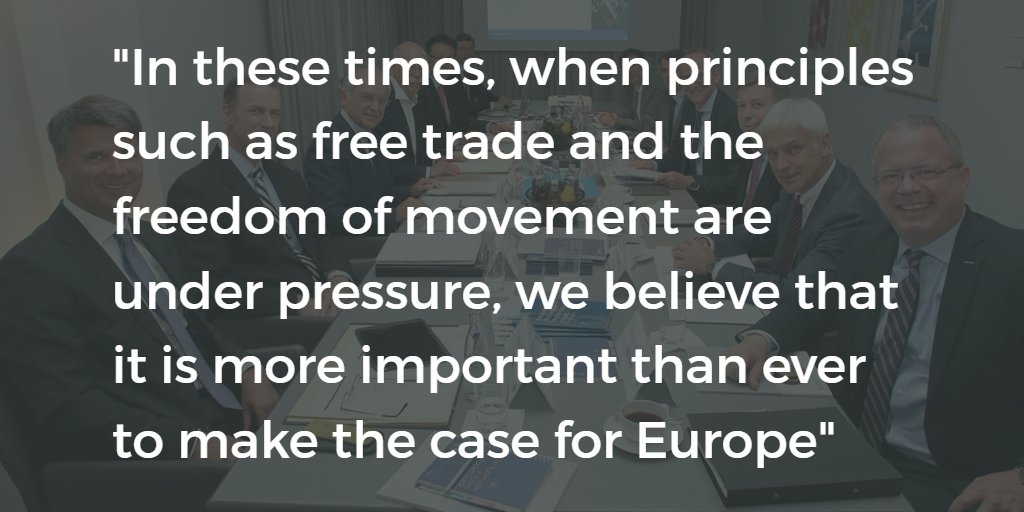 "In these times, when principles
such as free trade and the
freedom of movement are
under pressure, we believe that
it is more important than ever
to make the case for Europe"